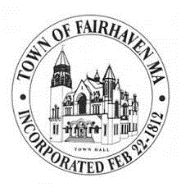 TOWN OF FAIRHAVEN MA
TOWN HALL
• INCORPORATED FEB 22-1812 •